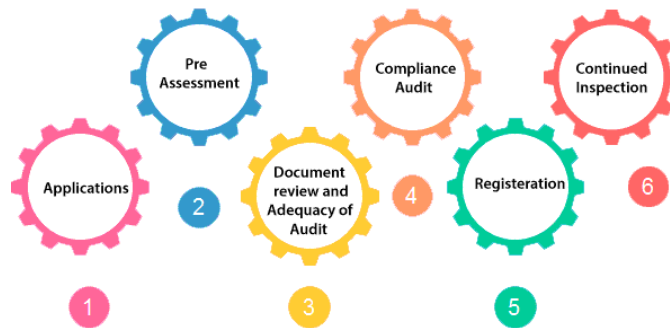 Applications
1
Pre
Assessment
2
Document
review and
Adequacy of
Audit
3
Compliance
Audit
4
Registeration
5
Continued
Inspection
6